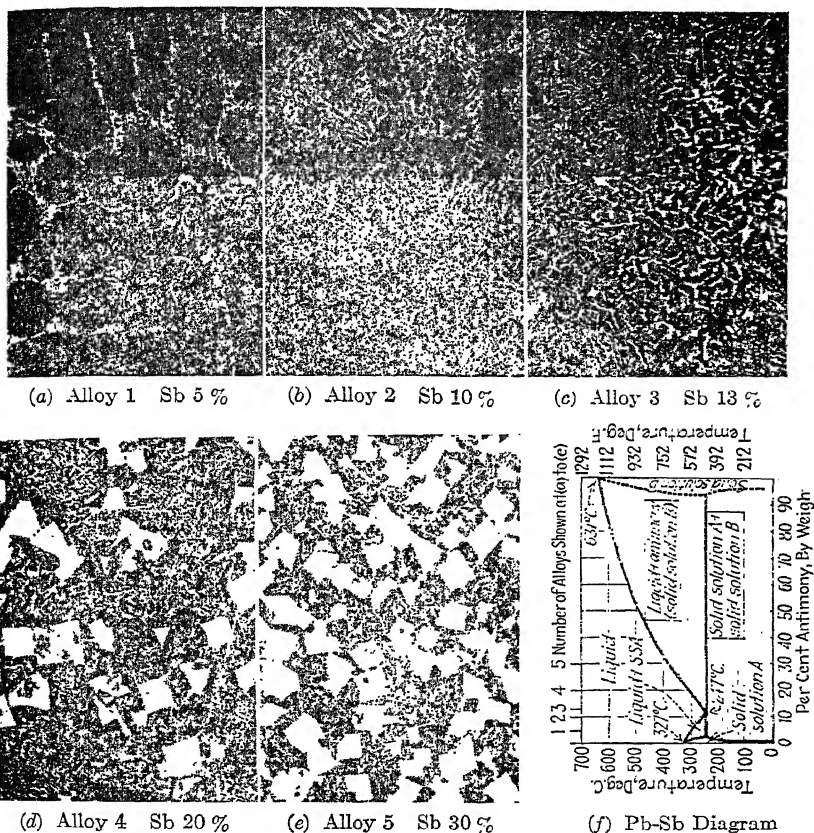 (a) Alloy 1 Sb 5 %
(b) Alloy 2 Sb 10 %
(c) Alloy 3 Sb 13 %
(d) Alloy 4 Sb 20 %
(e) Alloy 5 Sb 30 %
Temperature, Deg.F.
1292
1112
932
752
572
392
212
Number of Alloys Shown
1 2 3 4 5
631°C.
Solid solution B
Liquid
solid solution B
Liquid + SSA
327°C.
Solid solution A
solid solution B
Solid
solution A
700
600
500
400
300
200
100
0
Temperature, Deg.C.
0 10 20 30 40 50 60 70 80 90
Per Cent Antimony, By Weight
(f) Pb-Sb Diagram